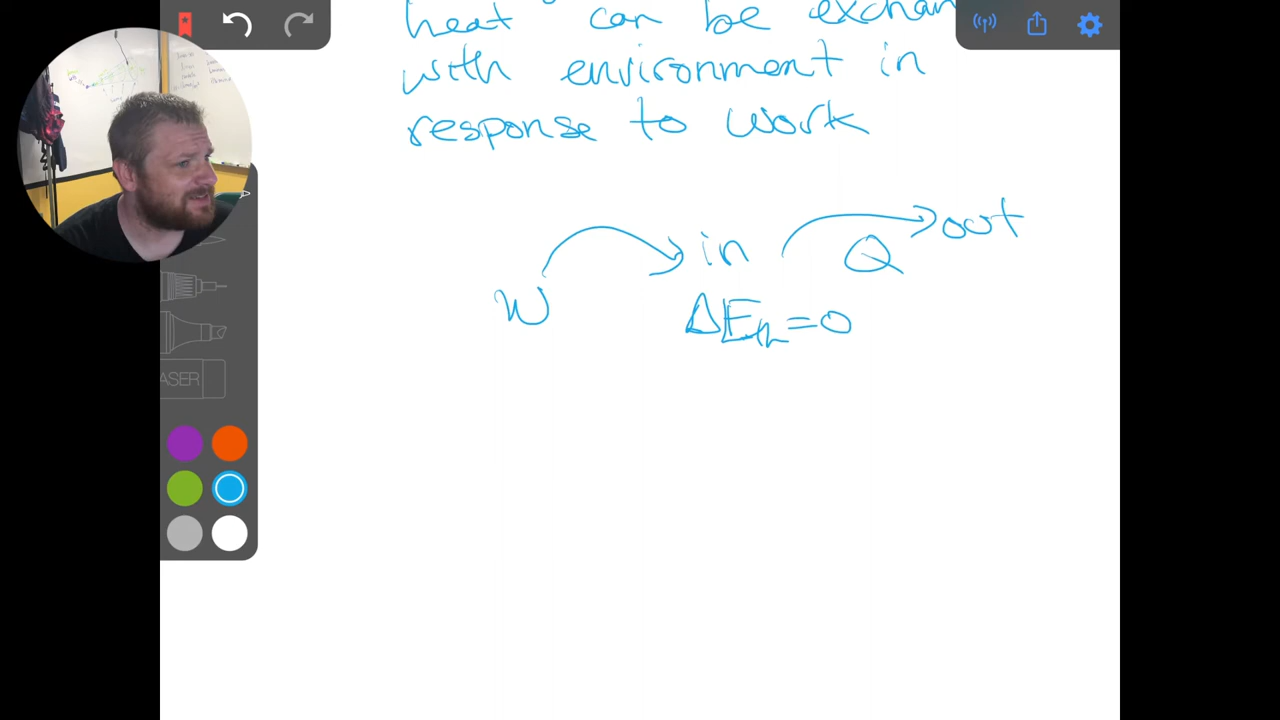 heat can be exchan
with environment in
response to work
in Q out
W
ΔEth=0
ASER